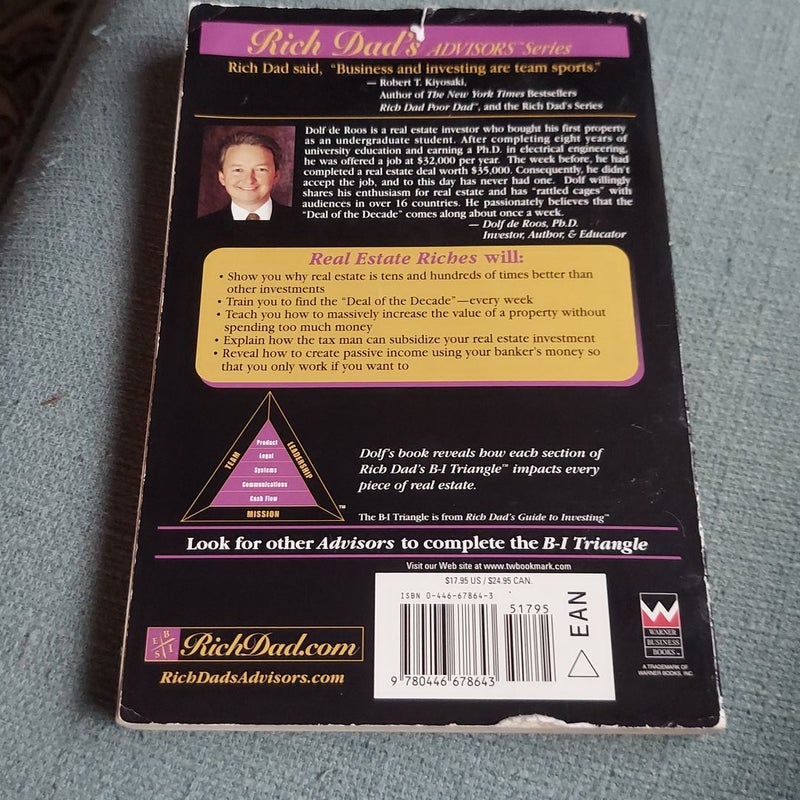 Rich Dad's ADVISORS™ Series
Rich Dad said, "Business and investing are team sports."
— Robert T. Kiyosaki,
Author of The New York Times Bestsellers
Rich Dad Poor Dad™, and the Rich Dad's Series
Dolf de Roos is a real estate investor who bought his first property
as an undergraduate student. After completing eight years of
university education and earning a Ph.D. in electrical engineering,
he was offered a job at $32,000 per year. The week before, he had
completed a real estate deal worth $35,000. Consequently, he didn't
accept the job, and to this day has never had one. Dolf willingly
shares his enthusiasm for real estate and has "rattled cages" with
audiences in over 16 countries. He passionately believes that the
"Deal of the Decade" comes along about once a week.
— Dolf de Roos, Ph.D.
Investor, Author, & Educator
Real Estate Riches will:
• Show you why real estate is tens and hundreds of times better than
other investments
• Train you to find the "Deal of the Decade"—every week
• Teach you how to massively increase the value of a property without
spending too much money
• Explain how the tax man can subsidize your real estate investment
• Reveal how to create passive income using your banker's money so
that you only work if you want to
TEAM
LEADERSHIP
Product
Legal
Systems
Communications
Cash Flow
MISSION
™
Dolf's book reveals how each section of
Rich Dad's B-I Triangle™ impacts every
piece of real estate.
The B-I Triangle is from Rich Dad's Guide to Investing™
Look for other Advisors to complete the B-I Triangle
Visit our Web site at www.twbookmark.com
$17.95 US / $24.95 CAN.
ISBN 0-446-67864-3
51795
EAN
9 780446 678643
E B
S I
RichDad.com
RichDadsAdvisors.com
W
WARNER
BUSINESS
BOOKS™
A TRADEMARK OF
WARNER BOOKS, INC.